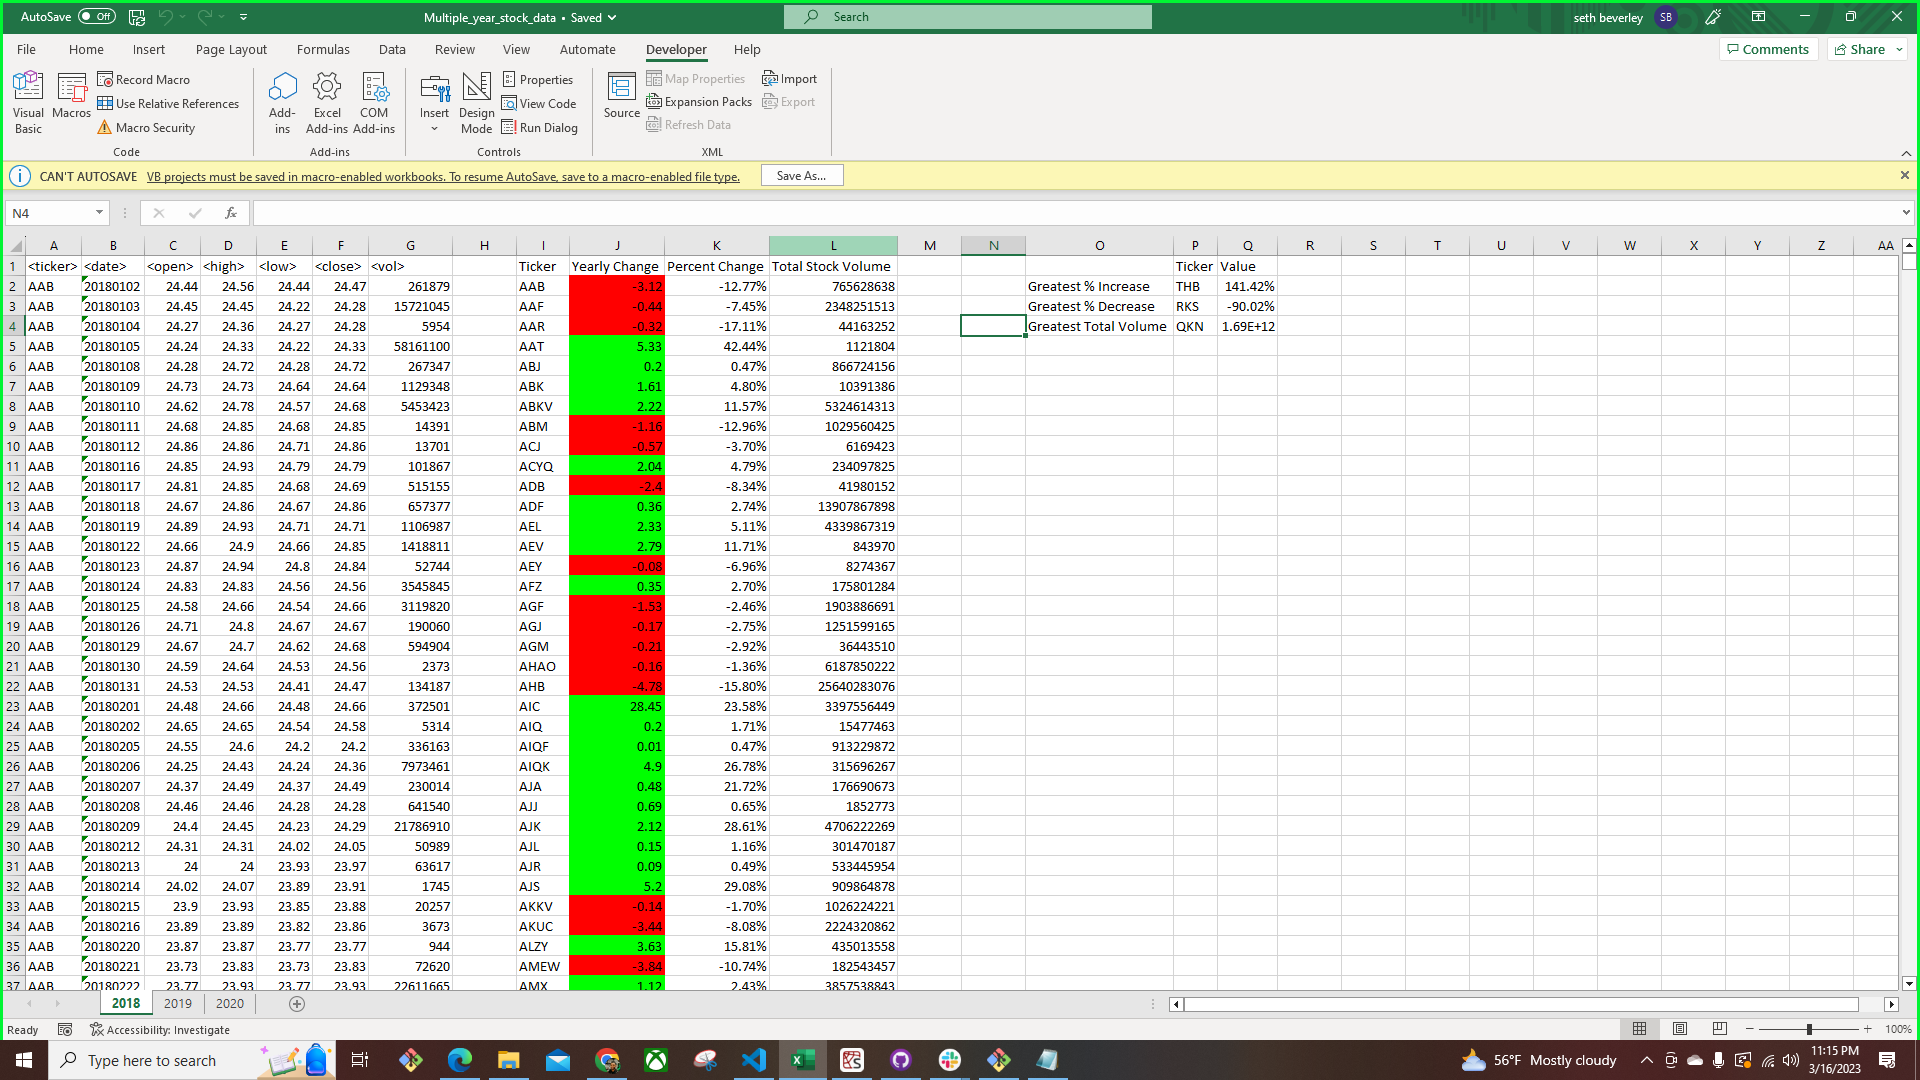 AutoSave Off Multiple_year_stock_data • Saved Search seth beverley SB
File Home Insert Page Layout Formulas Data Review View Automate Developer Help Comments Share
Visual Basic Macros Record Macro Use Relative References Macro Security Code
Add-ins Excel Add-ins COM Add-ins Add-ins
Insert Design Mode Properties View Code Run Dialog Controls
Source Map Properties Expansion Packs Refresh Data Import Export XML
CAN'T AUTOSAVE VB projects must be saved in macro-enabled workbooks. To resume AutoSave, save to a macro-enabled file type. Save As...
N4 fx
A B C D E F G H I J K L M N O P Q R S T U V W X Y Z AA
1 <ticker> <date> <open> <high> <low> <close> <vol> Ticker Yearly Change Percent Change Total Stock Volume Ticker Value
2 AAB 20180102 24.44 24.56 24.44 24.47 261879 AAB -3.12 -12.77% 765628638 Greatest % Increase THB 141.42%
3 AAB 20180103 24.45 24.45 24.22 24.28 15721045 AAF -0.44 -7.45% 2348251513 Greatest % Decrease RKS -90.02%
4 AAB 20180104 24.27 24.36 24.27 24.28 5954 AAR -0.32 -17.11% 44163252 Greatest Total Volume QKN 1.69E+12
5 AAB 20180105 24.24 24.33 24.22 24.33 58161100 AAT 5.33 42.44% 1121804
6 AAB 20180108 24.28 24.72 24.28 24.72 267347 ABJ 0.2 0.47% 866724156
7 AAB 20180109 24.73 24.73 24.64 24.64 1129348 ABK 1.61 4.80% 10391386
8 AAB 20180110 24.62 24.78 24.57 24.68 5453423 ABKV 2.22 11.57% 5324614313
9 AAB 20180111 24.68 24.85 24.68 24.85 14391 ABM -1.16 -12.96% 1029560425
10 AAB 20180112 24.86 24.86 24.71 24.86 13701 ACJ -0.57 -3.70% 6169423
11 AAB 20180116 24.85 24.93 24.79 24.79 101867 ACYQ 2.04 4.79% 234097825
12 AAB 20180117 24.81 24.85 24.68 24.69 515155 ADB -2.4 -8.34% 41980152
13 AAB 20180118 24.67 24.86 24.67 24.86 657377 ADF 0.36 2.74% 13907867898
14 AAB 20180119 24.89 24.93 24.71 24.71 1106987 AEL 2.33 5.11% 4339867319
15 AAB 20180122 24.66 24.9 24.66 24.85 1418811 AEV 2.79 11.71% 843970
16 AAB 20180123 24.87 24.94 24.8 24.84 52744 AEY -0.08 -6.96% 8274367
17 AAB 20180124 24.83 24.83 24.56 24.56 3545845 AFZ 0.35 2.70% 175801284
18 AAB 20180125 24.58 24.66 24.54 24.66 3119820 AGF -1.53 -2.46% 1903886691
19 AAB 20180126 24.71 24.8 24.67 24.67 190060 AGJ -0.17 -2.75% 1251599165
20 AAB 20180129 24.67 24.7 24.62 24.68 594904 AGM -0.21 -2.92% 36443510
21 AAB 20180130 24.59 24.64 24.53 24.56 2373 AHAO -0.16 -1.36% 6187850222
22 AAB 20180131 24.53 24.53 24.41 24.47 134187 AHB -4.78 -15.80% 25640283076
23 AAB 20180201 24.48 24.66 24.48 24.66 372501 AIC 28.45 23.58% 3397556449
24 AAB 20180202 24.65 24.65 24.54 24.58 5314 AIQ 0.2 1.71% 15477463
25 AAB 20180205 24.55 24.6 24.2 24.2 336163 AIQF 0.01 0.47% 913229872
26 AAB 20180206 24.25 24.43 24.24 24.36 7973461 AIQK 4.9 26.78% 315696267
27 AAB 20180207 24.37 24.49 24.37 24.49 230014 AJA 0.48 21.72% 176690673
28 AAB 20180208 24.46 24.46 24.28 24.28 641540 AJJ 0.69 0.65% 1852773
29 AAB 20180209 24.4 24.45 24.23 24.29 21786910 AJK 2.12 28.61% 4706222269
30 AAB 20180212 24.31 24.31 24.02 24.05 50989 AJL 0.15 1.16% 301470187
31 AAB 20180213 24 24 23.93 23.97 63617 AJR 0.09 0.49% 533445954
32 AAB 20180214 24.02 24.07 23.89 23.91 1745 AJS 5.2 29.08% 909864878
33 AAB 20180215 23.9 23.93 23.85 23.88 20257 AKKV -0.14 -1.70% 1026224221
34 AAB 20180216 23.89 23.89 23.82 23.86 3673 AKUC -3.44 -8.08% 2224320862
35 AAB 20180220 23.87 23.87 23.77 23.77 944 ALZY 3.63 15.81% 435013558
36 AAB 20180221 23.73 23.83 23.73 23.83 72620 AMEW -3.84 -10.74% 182543457
37 AAB 20180222 23.77 23.93 23.77 23.93 22611665 AMX 1.12 2.43% 3857538843
2018 2019 2020
Ready Accessibility: Investigate 100%
Type here to search 56°F Mostly cloudy 11:15 PM
3/16/2023